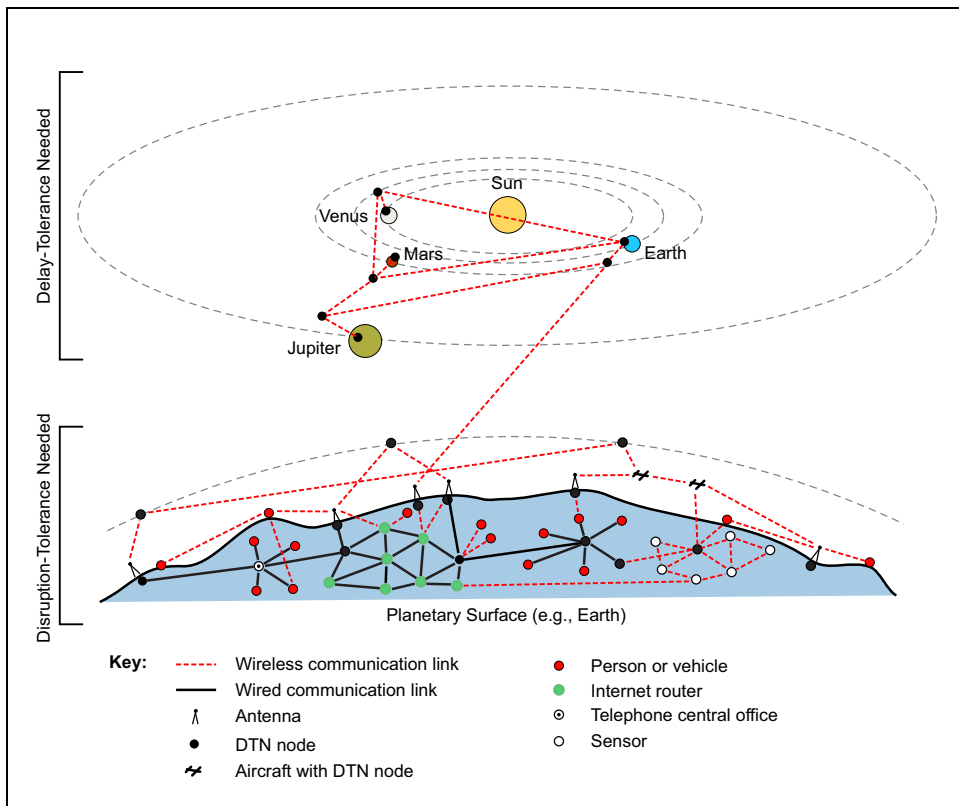 Delay-Tolerance Needed
Sun
Venus
Mars
Earth
Jupiter
Disruption-Tolerance Needed
Planetary Surface (e.g., Earth)
Key:
Wireless communication link
Wired communication link
Antenna
DTN node
Aircraft with DTN node
Person or vehicle
Internet router
Telephone central office
Sensor